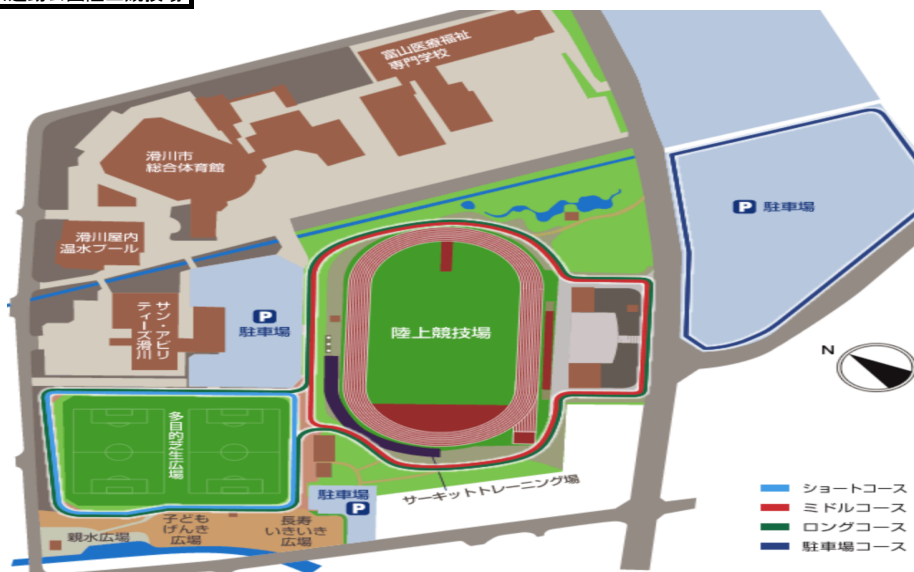 富山医療福祉
専門学校
滑川市
総合体育館
滑川屋内
温水プール
サン・アビリ
ティーズ滑川
P
駐車場
P
駐車場
陸上競技場
N
多目的芝生広場
サーキットトレーニング場
駐車場
P
親水広場
子ども
げんき
広場
長寿
いきいき
広場
ショートコース
ミドルコース
ロングコース
駐車場コース